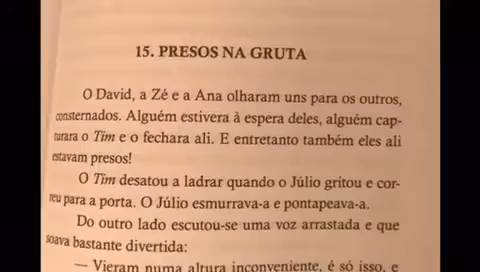 15. PRESOS NA GRUTA
O David, a Zé e a Ana olharam uns para os outros,
consternados. Alguém estivera à espera deles, alguém cap-
turara o Tim e o fechara ali. E entretanto também eles ali
estavam presos!
O Tim desatou a ladrar quando o Júlio gritou e cor-
reu para a porta. O Júlio esmurrava-a e pontapeava-a.
Do outro lado escutou-se uma voz arrastada e que
soava bastante divertida:
— Vieram numa altura inconveniente, é só isso, e